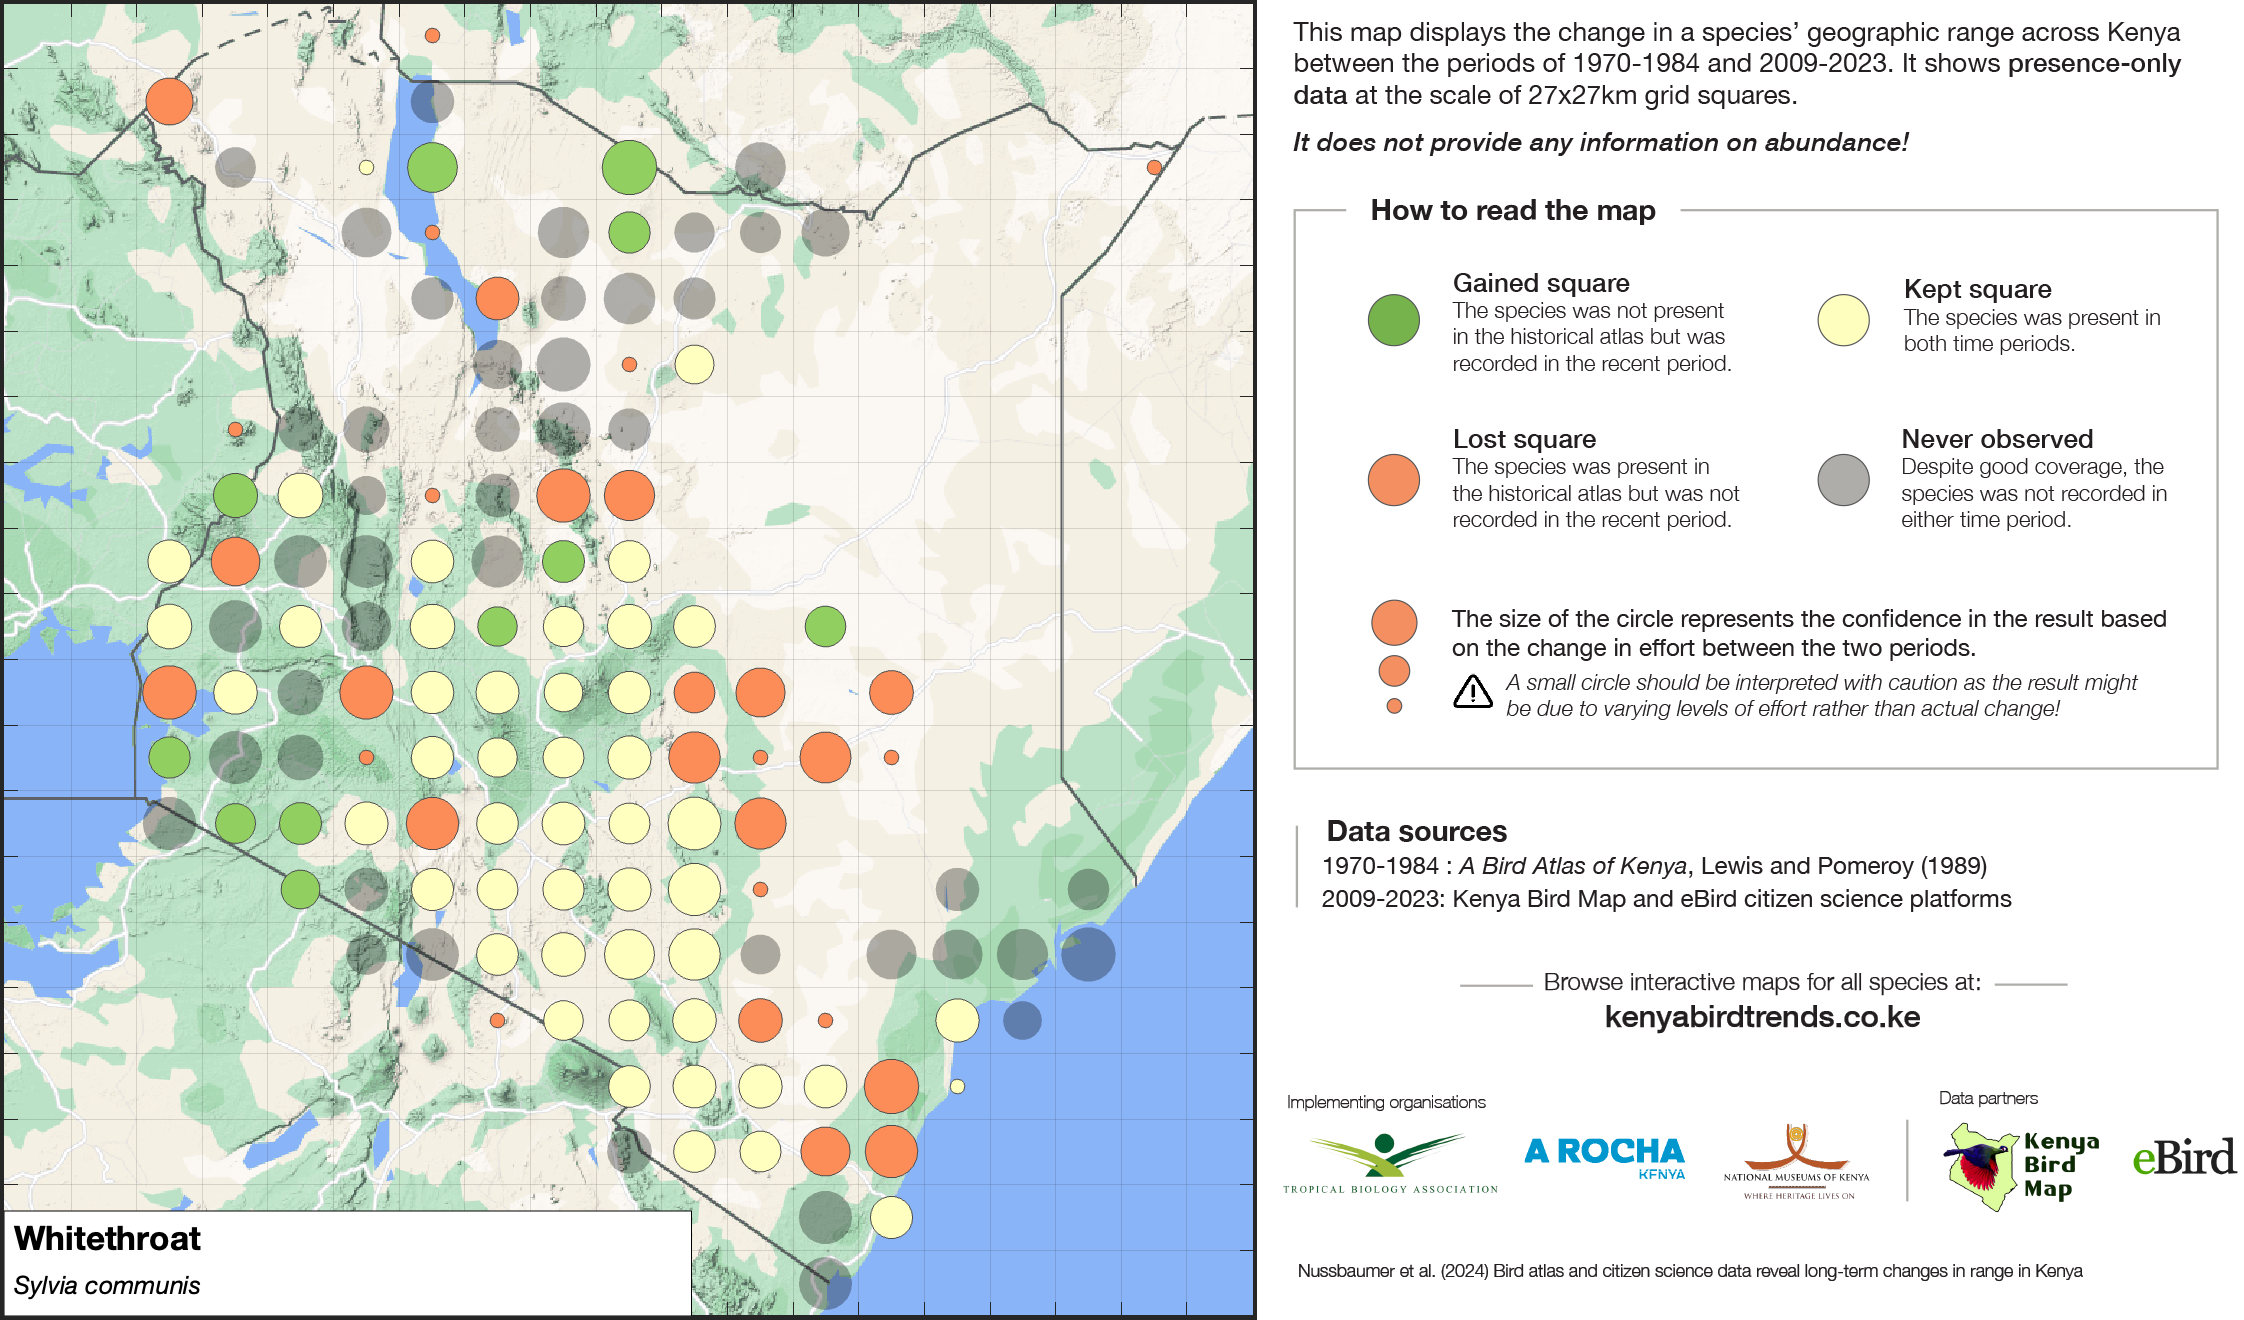 This map displays the change in a species’ geographic range across Kenya
between the periods of 1970-1984 and 2009-2023. It shows presence-only
data at the scale of 27x27km grid squares.
It does not provide any information on abundance!
How to read the map
Gained square
The species was not present
in the historical atlas but was
recorded in the recent period.
Kept square
The species was present in
both time periods.
Lost square
The species was present in
the historical atlas but was not
recorded in the recent period.
Never observed
Despite good coverage, the
species was not recorded in
either time period.
The size of the circle represents the confidence in the result based
on the change in effort between the two periods.
A small circle should be interpreted with caution as the result might
be due to varying levels of effort rather than actual change!
Data sources
1970-1984 : A Bird Atlas of Kenya, Lewis and Pomeroy (1989)
2009-2023: Kenya Bird Map and eBird citizen science platforms
Browse interactive maps for all species at:
kenyabirdtrends.co.ke
Implementing organisations
Data partners
TROPICAL BIOLOGY ASSOCIATION
A ROCHA
KENYA
NATIONAL MUSEUMS OF KENYA
WHERE HERITAGE LIVES ON
Kenya
Bird
Map
eBird
Whitethroat
Sylvia communis
Nussbaumer et al. (2024) Bird atlas and citizen science data reveal long-term changes in range in Kenya